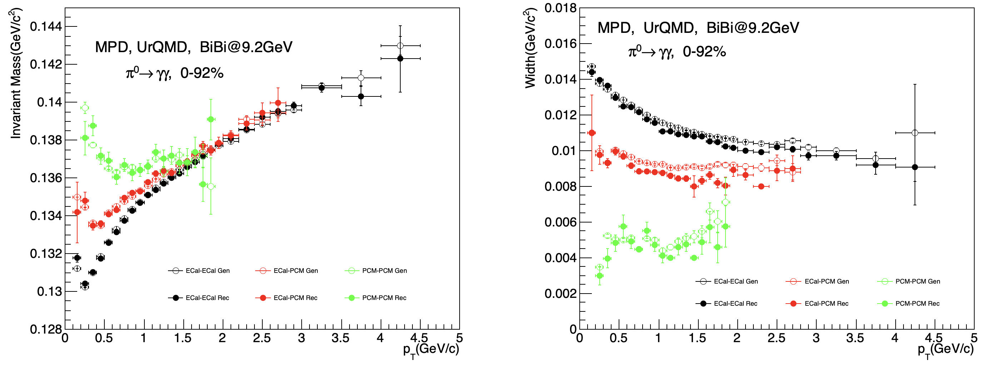 Invariant Mass(GeV/c²)
0.144
0.142
0.14
0.138
0.136
0.134
0.132
0.13
0.128
MPD, UrQMD, BiBi@9.2GeV
π⁰→γγ, 0-92%
ECal-ECal Gen
ECal-PCM Gen
PCM-PCM Gen
ECal-ECal Rec
ECal-PCM Rec
PCM-PCM Rec
0 0.5 1 1.5 2 2.5 3 3.5 4 4.5 5
p_T(GeV/c)
Width(GeV/c²)
0.018
0.016
0.014
0.012
0.01
0.008
0.006
0.004
0.002
0
MPD, UrQMD, BiBi@9.2GeV
π⁰→γγ, 0-92%
ECal-ECal Gen
ECal-PCM Gen
PCM-PCM Gen
ECal-ECal Rec
ECal-PCM Rec
PCM-PCM Rec
0 0.5 1 1.5 2 2.5 3 3.5 4 4.5 5
p_T(GeV/c)